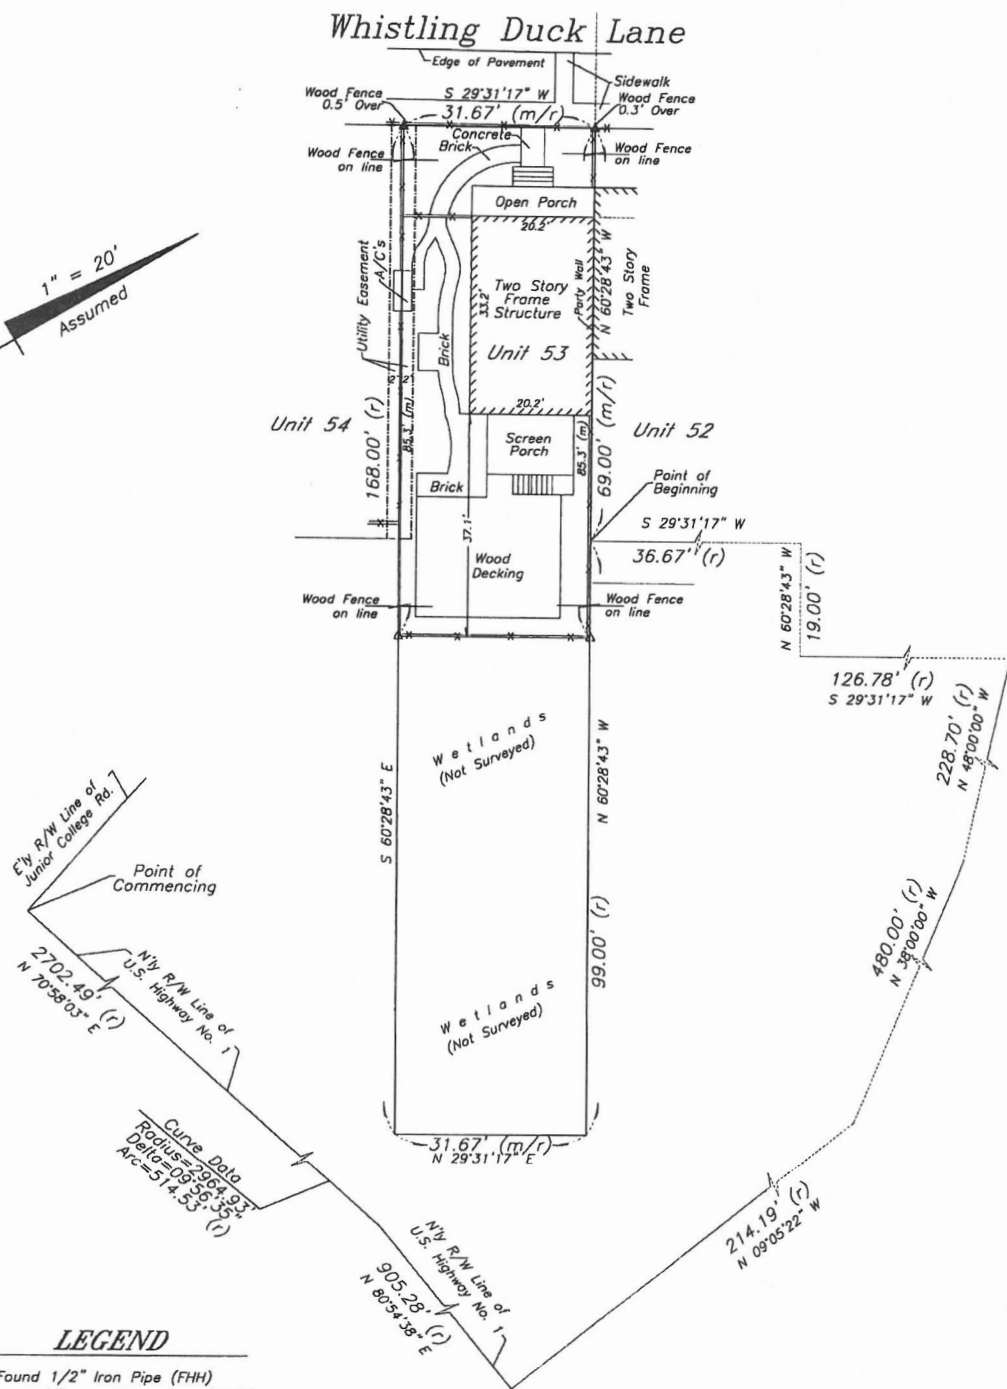 Whistling Duck Lane
Edge of Pavement
Sidewalk
S 29°31'17" W
Wood Fence
0.5' Over
31.67' (m/r)
Wood Fence
0.3' Over
Concrete
Brick
Wood Fence
on line
Wood Fence
on line
Open Porch
20.2'
1" = 20'
Assumed
Utility Easement
A/C's
33.2'
Two Story
Frame
Structure
Party Wall
N 60°28'43" W
Two Story
Frame
Unit 53
Brick
2'
2'
20.2'
Unit 54
168.00' (r)
85.3' (m)
Screen
Porch
85.3' (m)
69.00' (m/r)
Unit 52
Brick
Point of
Beginning
S 29°31'17" W
36.67' (r)
37.1'
Wood
Decking
N 60°28'43" W
19.00' (r)
Wood Fence
on line
Wood Fence
on line
126.78' (r)
S 29°31'17" W
228.70' (r)
N 48°00'00" W
Wetlands
(Not Surveyed)
S 60°28'43" E
N 60°28'43" W
E'ly R/W Line of
Junior College Rd.
Point of
Commencing
99.00' (r)
480.00' (r)
N 38°00'00" W
2702.49' (r)
N 70°58'03" E
N'ly R/W Line of
U.S. Highway No. 1
Wetlands
(Not Surveyed)
Curve Data
Radius=2964.93'
Delta=09°56'35"
Arc=514.53' (r)
31.67' (m/r)
N 29°31'17" E
214.19' (r)
N 09°05'22" W
N'ly R/W Line of
U.S. Highway No. 1
905.28' (r)
N 80°54'38" E
LEGEND
Found 1/2" Iron Pipe (FHH)